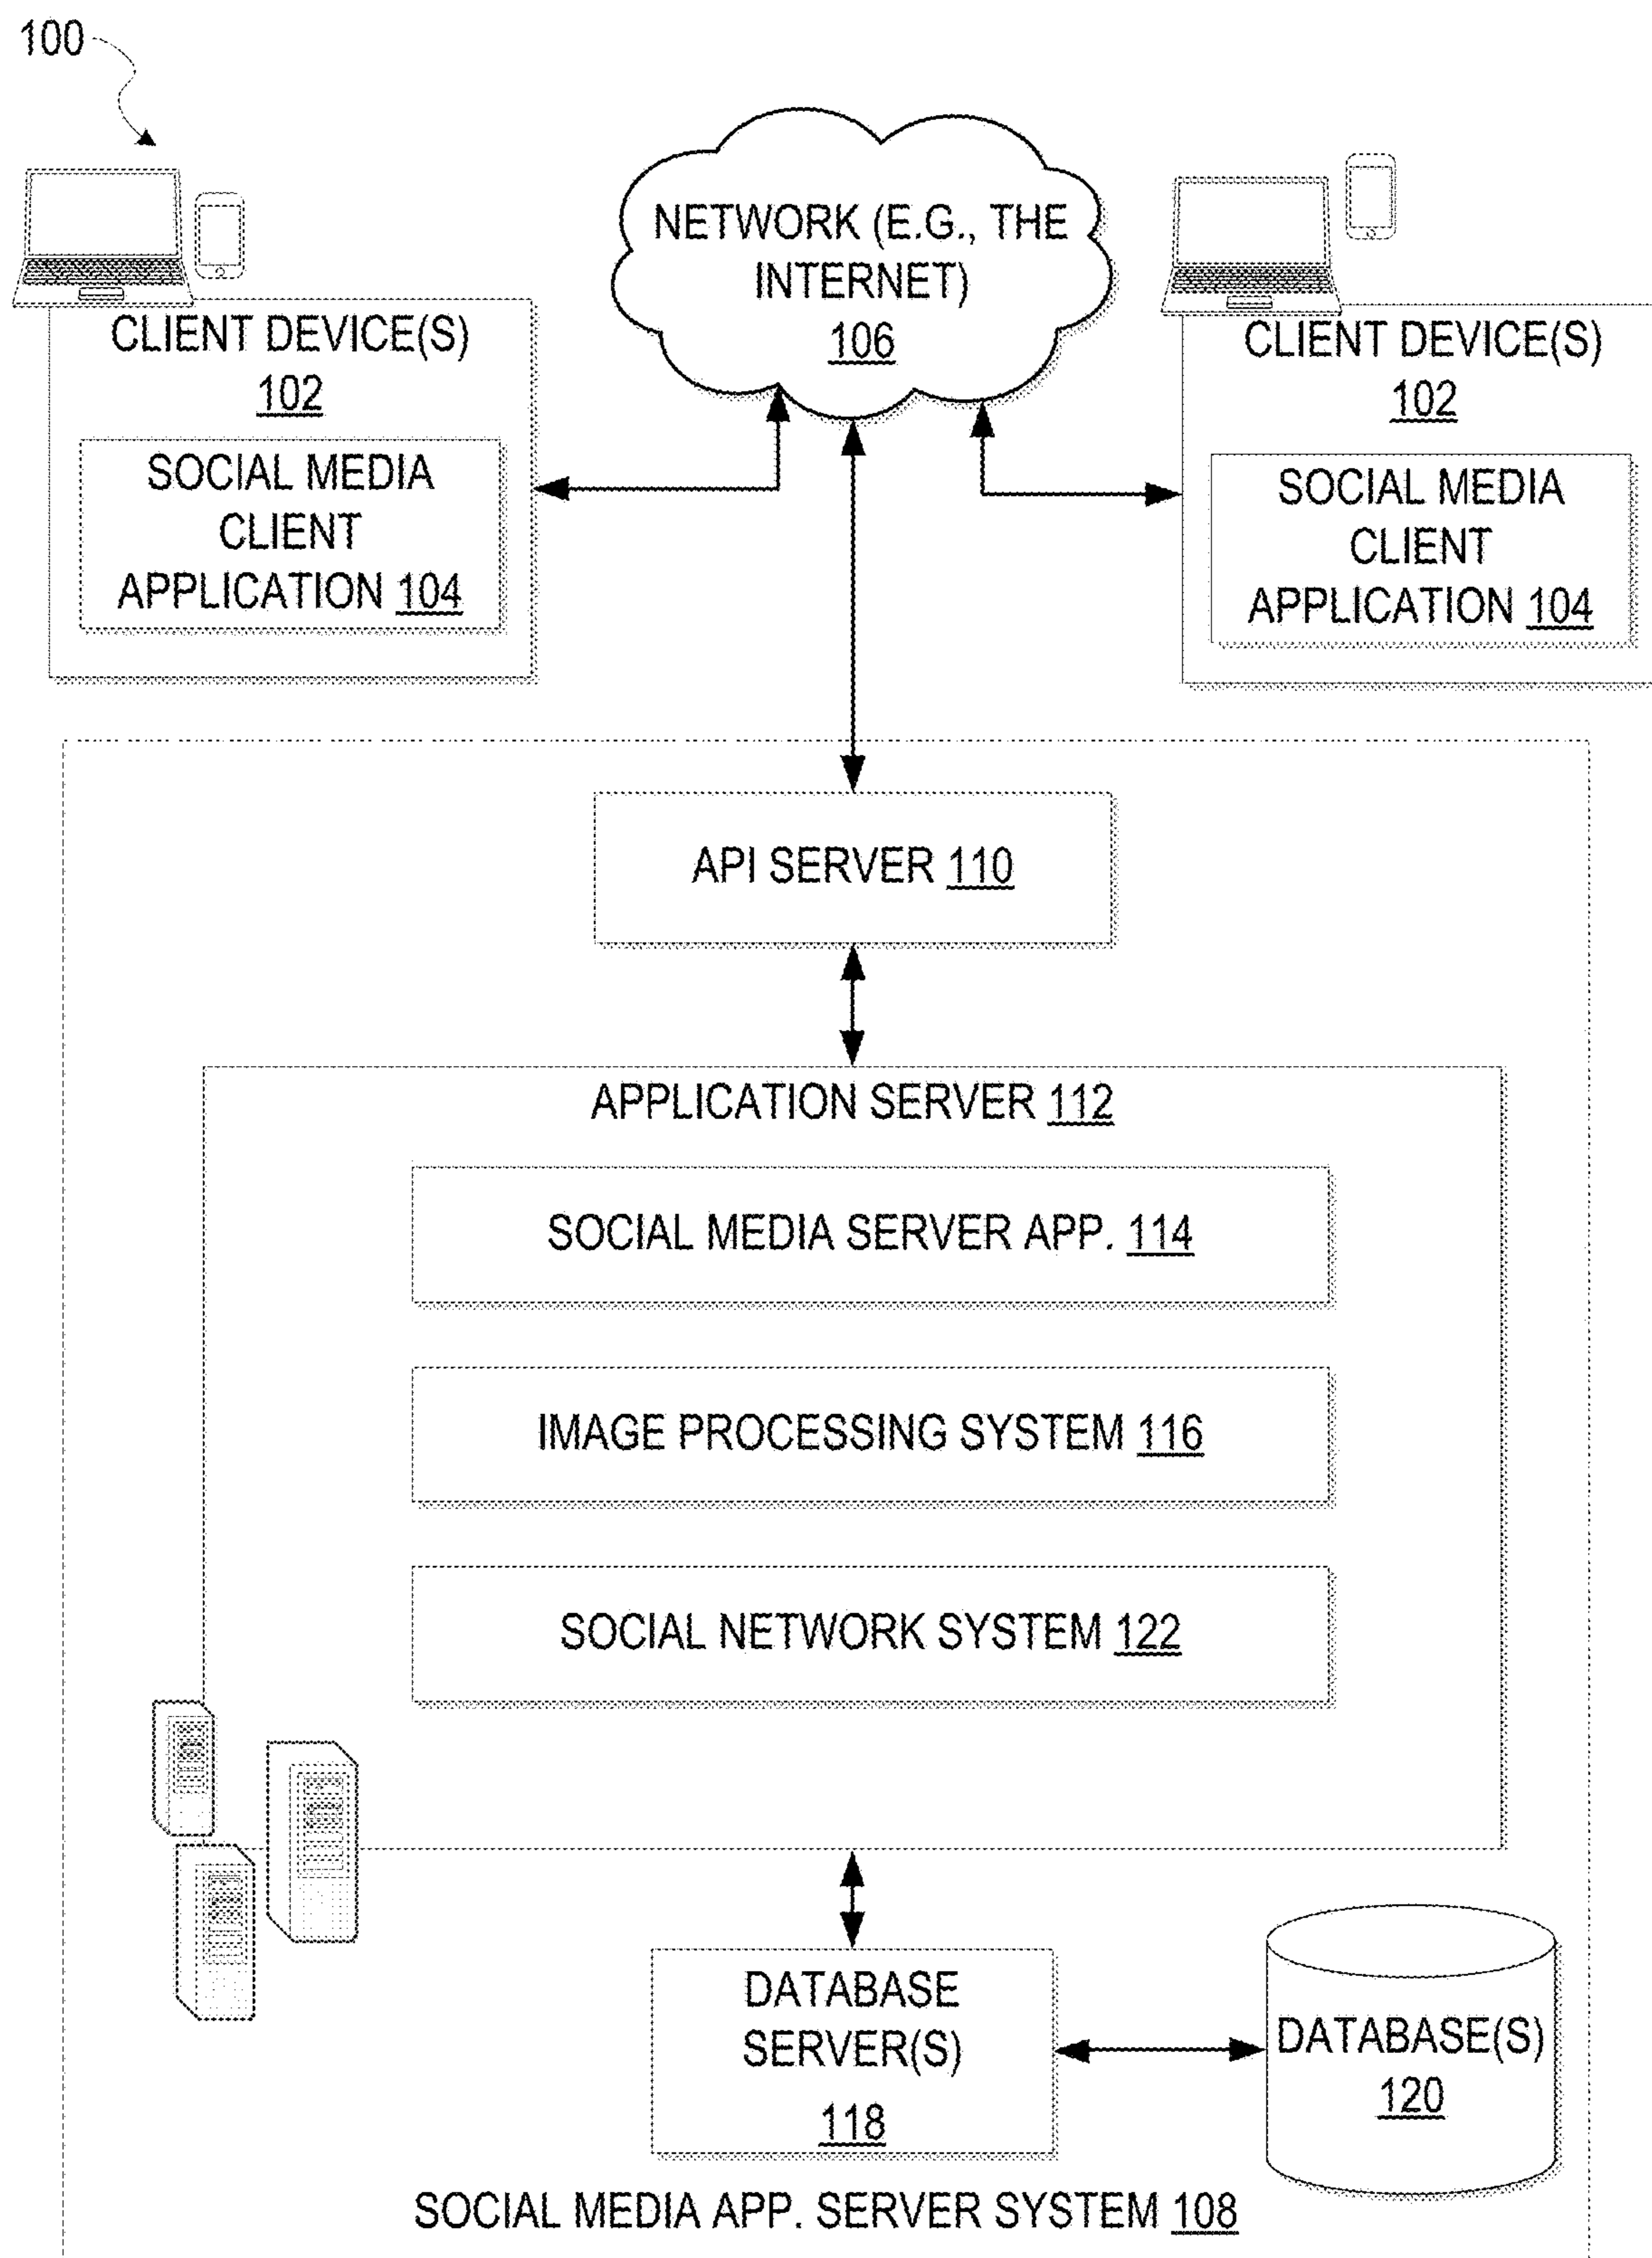 100
NETWORK (E.G., THE
INTERNET)
106
CLIENT DEVICE(S)
102
SOCIAL MEDIA
CLIENT
APPLICATION 104
CLIENT DEVICE(S)
102
SOCIAL MEDIA
CLIENT
APPLICATION 104
API SERVER 110
APPLICATION SERVER 112
SOCIAL MEDIA SERVER APP. 114
IMAGE PROCESSING SYSTEM 116
SOCIAL NETWORK SYSTEM 122
DATABASE
SERVER(S)
118
DATABASE(S)
120
SOCIAL MEDIA APP. SERVER SYSTEM 108